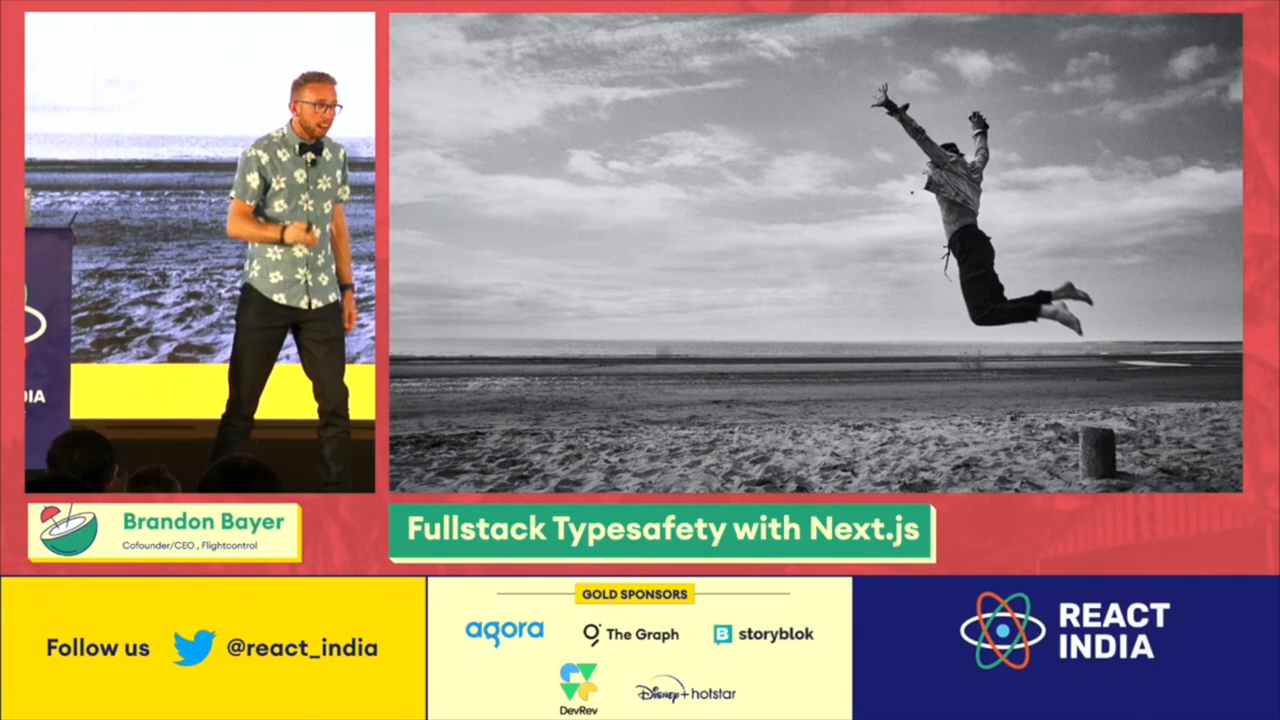 DIA
Brandon Bayer
Cofounder/CEO , Flightcontrol
Fullstack Typesafety with Next.js
Follow us @react_india
GOLD SPONSORS
agora
The Graph
storyblok
DevRev
Disney+ hotstar
REACT
INDIA